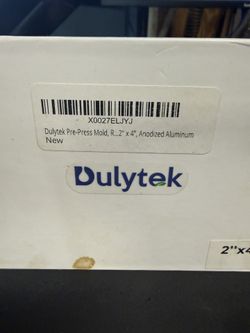 X0027ELJYJ
Dulytek Pre-Press Mold, R...2" x 4", Anodized Aluminum
New
Dulytek
2"x4